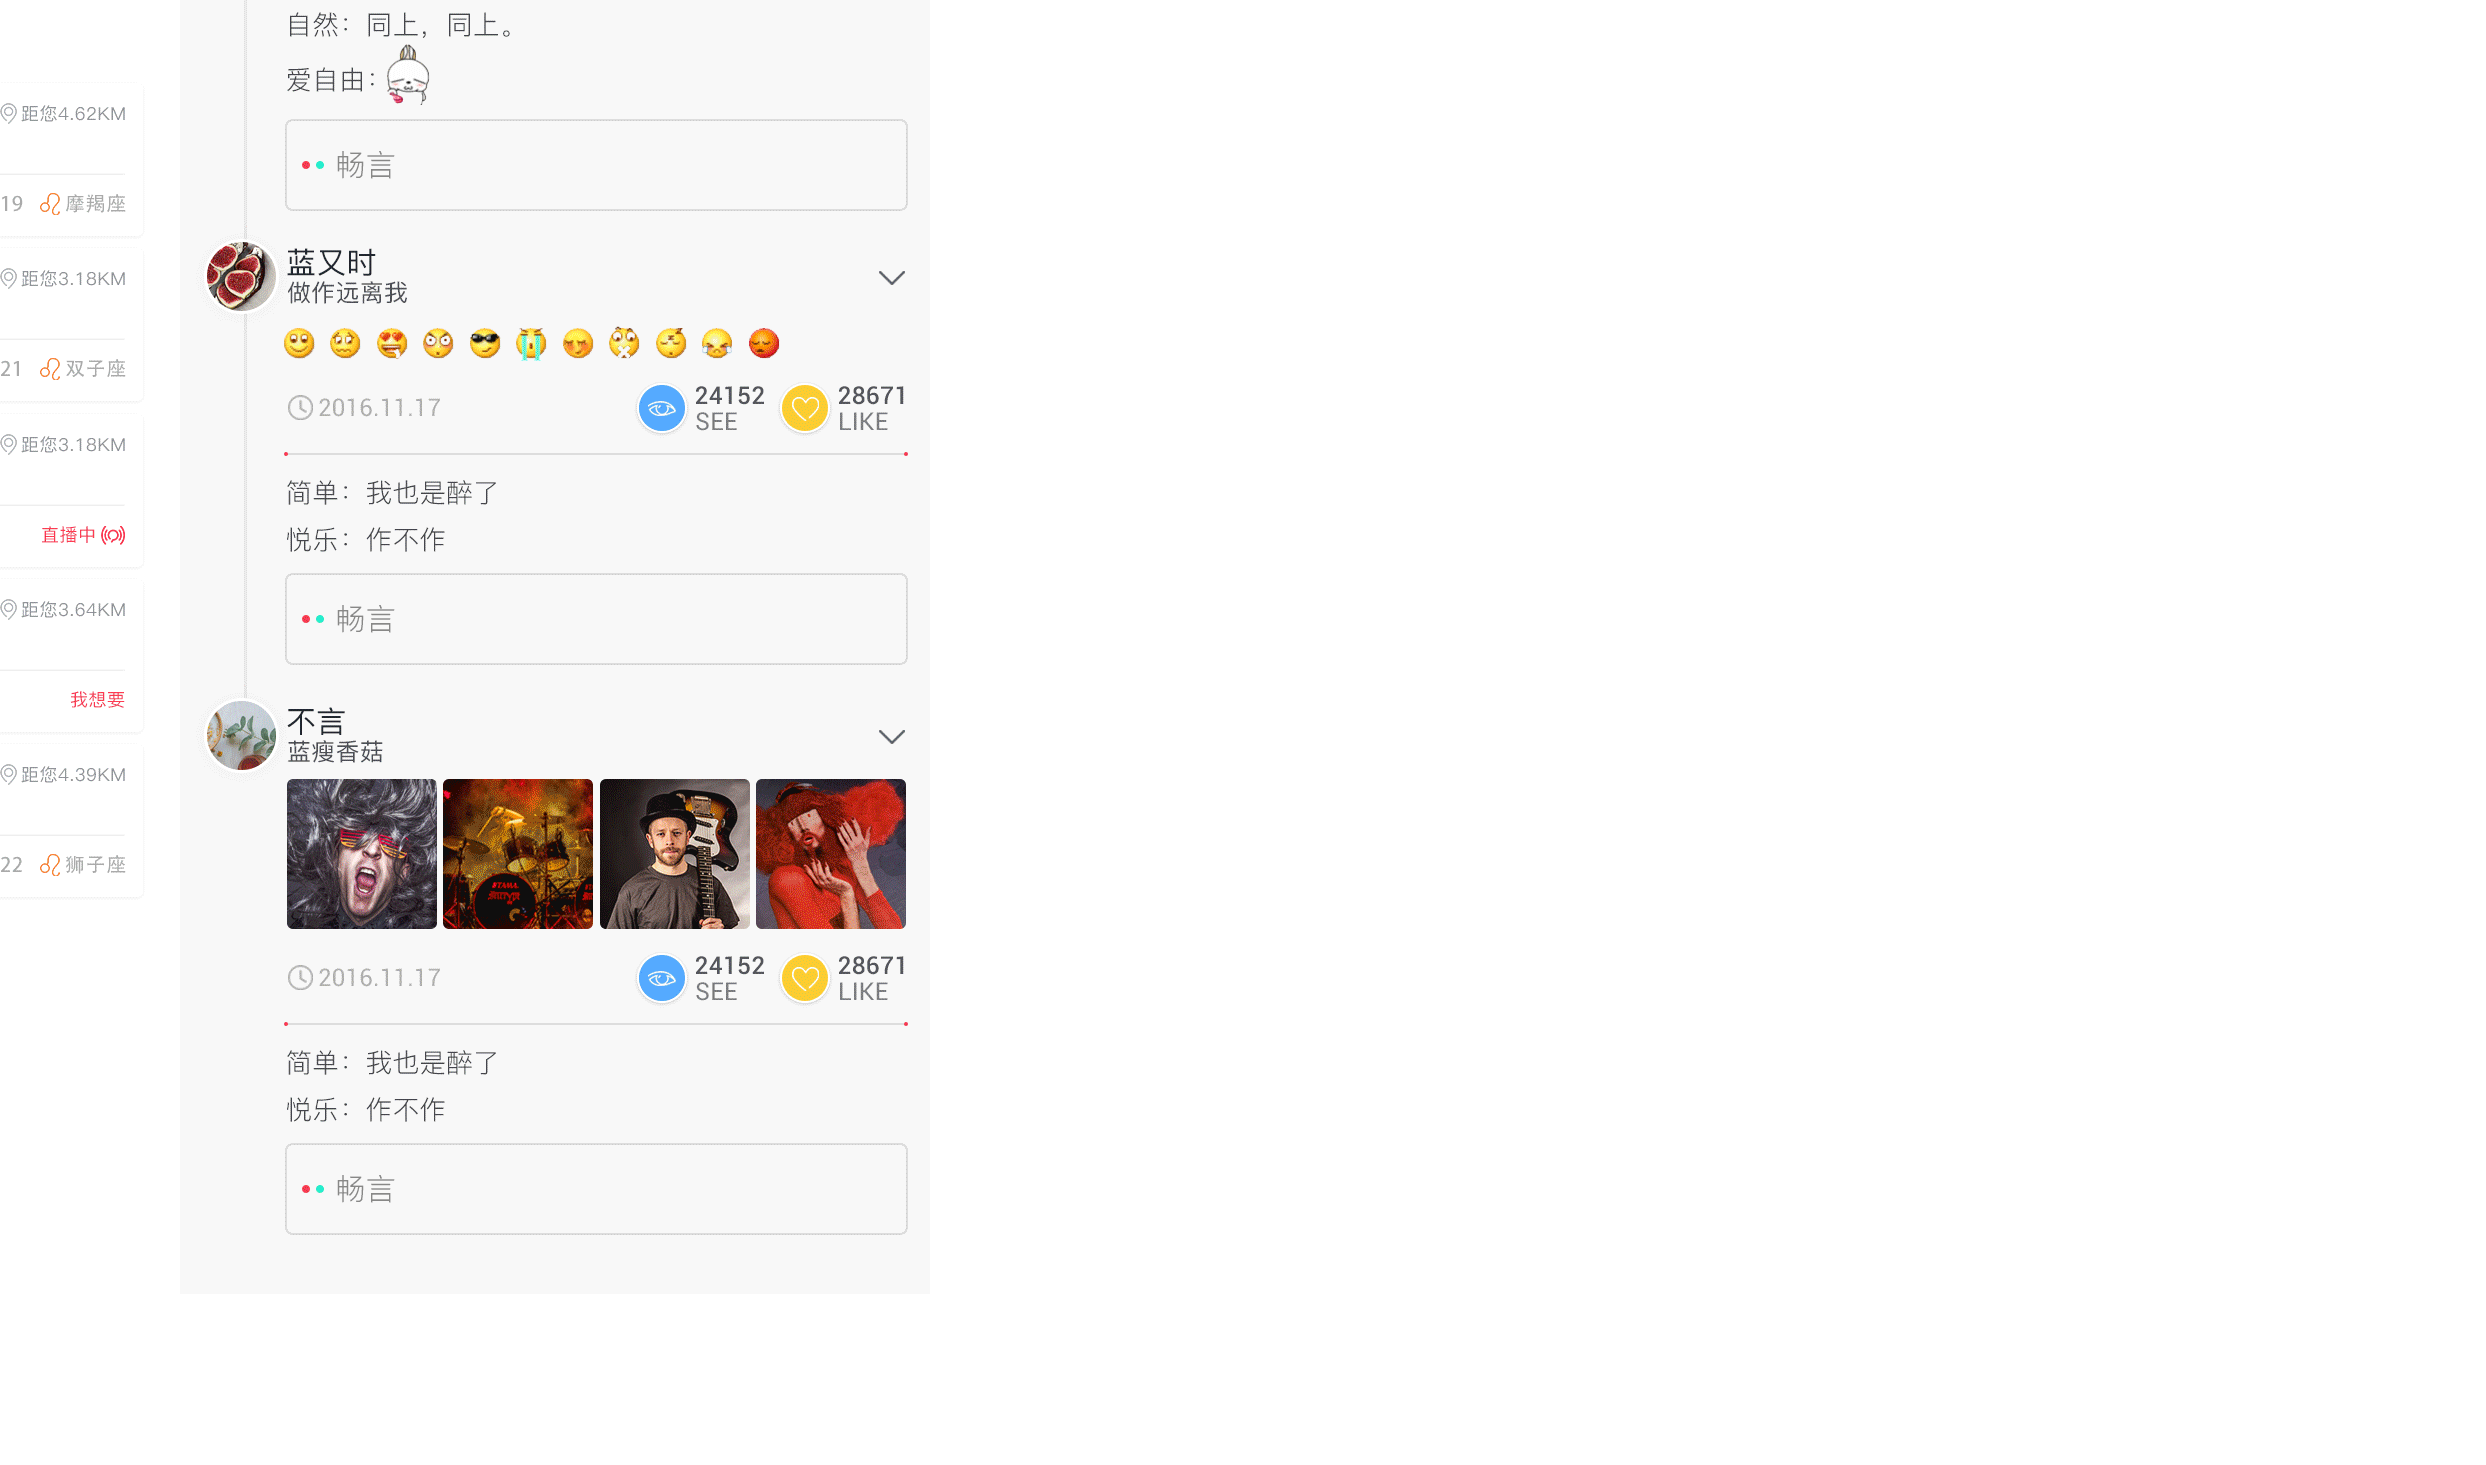 距您4.62KM
19 摩羯座
距您3.18KM
21 双子座
距您3.18KM
直播中
距您3.64KM
我想要
距您4.39KM
22 狮子座
自然：同上，同上。
爱自由：
畅言
蓝又时
做作远离我
2016.11.17
24152
SEE
28671
LIKE
简单：我也是醉了
悦乐：作不作
畅言
不言
蓝瘦香菇
TAMA
2016.11.17
24152
SEE
28671
LIKE
简单：我也是醉了
悦乐：作不作
畅言